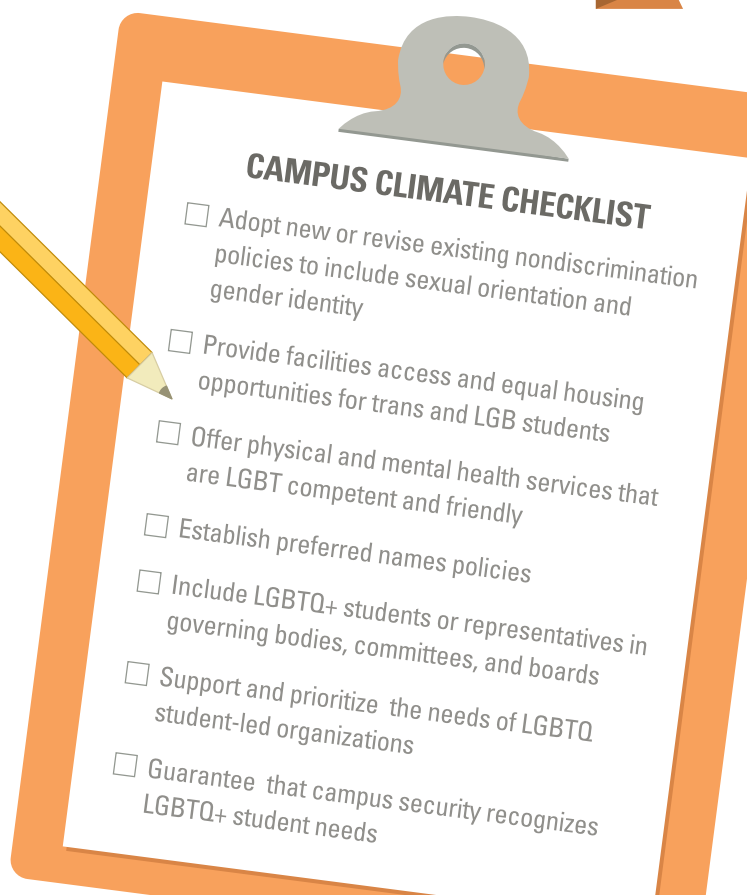 CAMPUS CLIMATE CHECKLIST
Adopt new or revise existing nondiscrimination
policies to include sexual orientation and
gender identity
Provide facilities access and equal housing
opportunities for trans and LGB students
Offer physical and mental health services that
are LGBT competent and friendly
Establish preferred names policies
Include LGBTQ+ students or representatives in
governing bodies, committees, and boards
Support and prioritize the needs of LGBTQ
student-led organizations
Guarantee that campus security recognizes
LGBTQ+ student needs